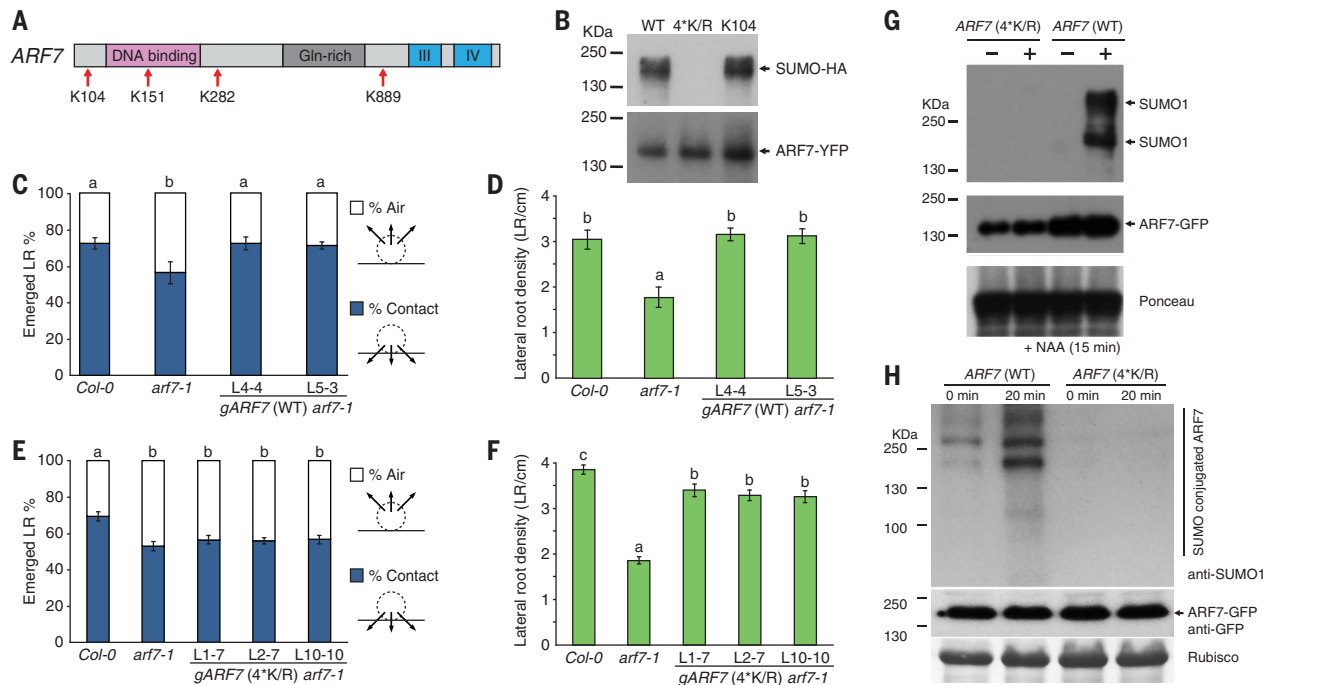 A
ARF7
DNA binding
Gln-rich
III
IV
K104
K151
K282
K889
B
KDa
WT 4*K/R K104
250
130
SUMO-HA
250
130
ARF7-YFP
C
a b a a
Emerged LR %
100
80
60
40
20
0
Col-0
arf7-1
L4-4
L5-3
gARF7 (WT) arf7-1
% Air
% Contact
D
Lateral root density (LR/cm)
4
3
2
1
0
b a b b
Col-0
arf7-1
L4-4
L5-3
gARF7 (WT) arf7-1
E
a b b b b
Emerged LR %
100
80
60
40
20
0
Col-0
arf7-1
L1-7
L2-7
L10-10
gARF7 (4*K/R) arf7-1
% Air
% Contact
F
Lateral root density (LR/cm)
4
3
2
1
0
c a b b b
Col-0
arf7-1
L1-7
L2-7
L10-10
gARF7 (4*K/R) arf7-1
G
ARF7 (4*K/R) ARF7 (WT)
− + − +
KDa
250
130
SUMO1
SUMO1
250
130
ARF7-GFP
Ponceau
+ NAA (15 min)
H
ARF7 (WT) ARF7 (4*K/R)
0 min 20 min 0 min 20 min
KDa
250
130
100
SUMO conjugated ARF7
anti-SUMO1
250
130
ARF7-GFP
anti-GFP
Rubisco